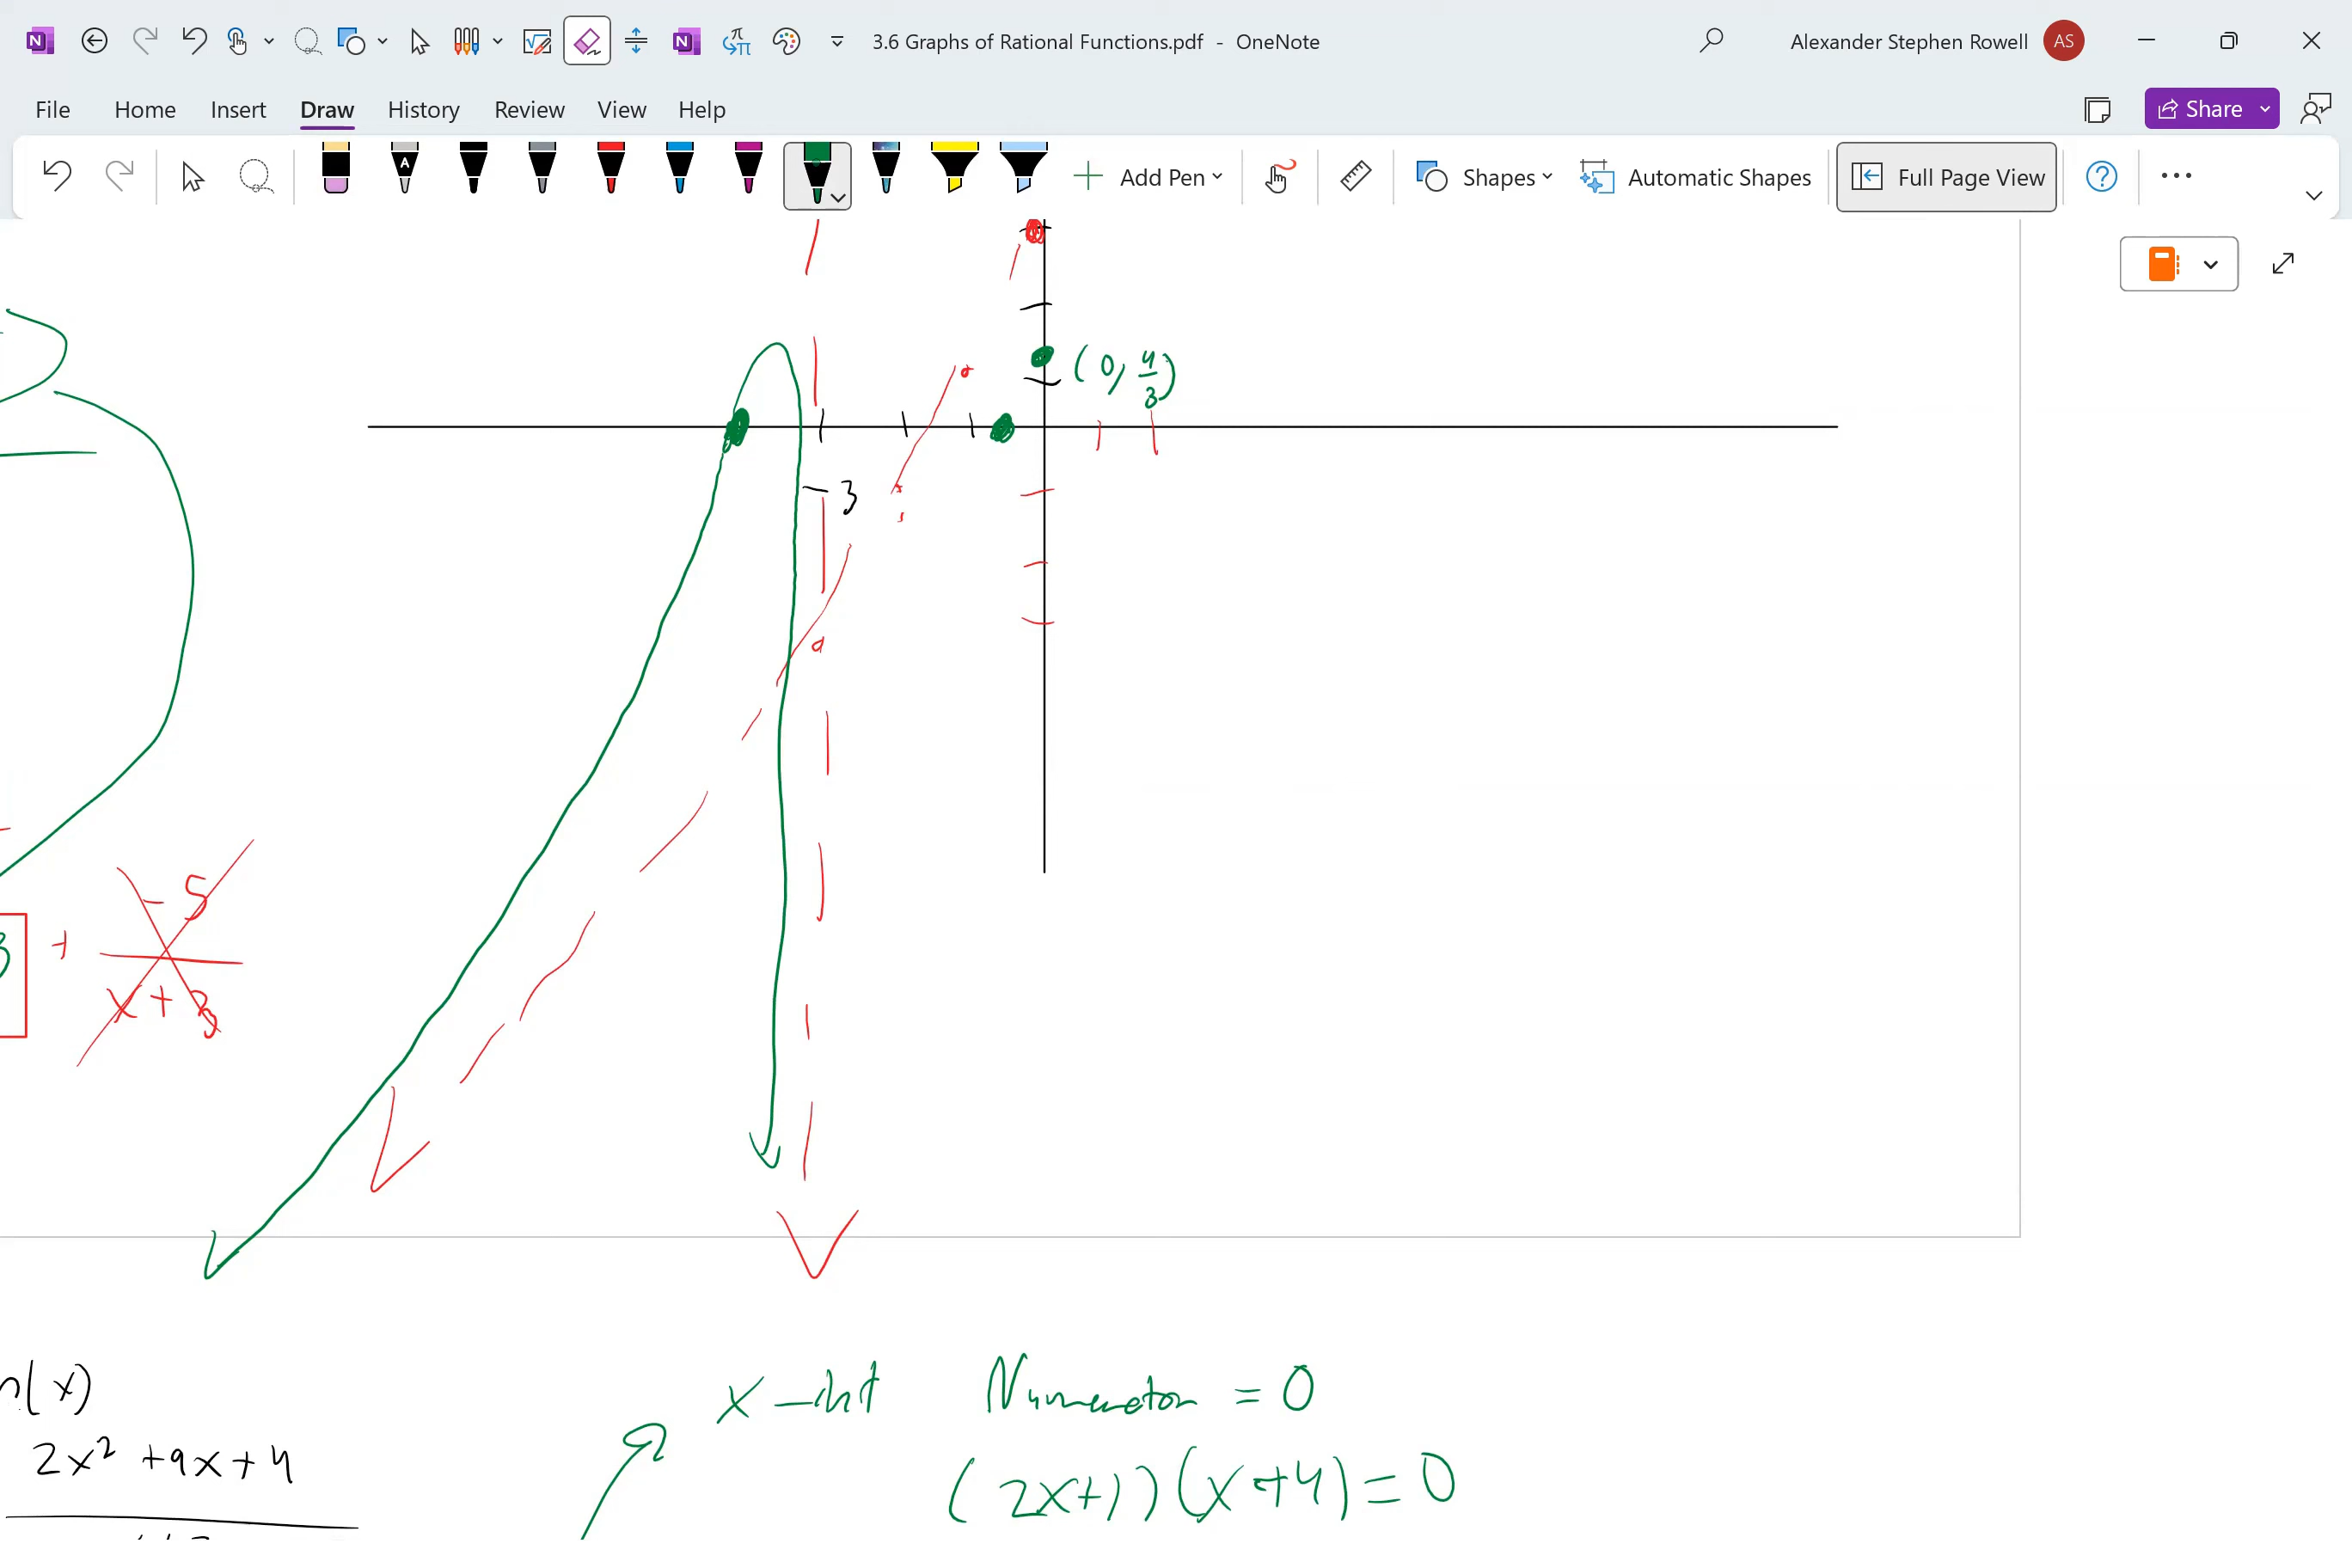 3.6 Graphs of Rational Functions.pdf - OneNote
Alexander Stephen Rowell
AS
File Home Insert Draw History Review View Help
Share
A
Add Pen
Shapes
Automatic Shapes
Full Page View
(0, 4/3)
-3
-5
+
x+3
x-int Numerator = 0
(x)
2x² +9x+4
(2x+1)(x+4)=0